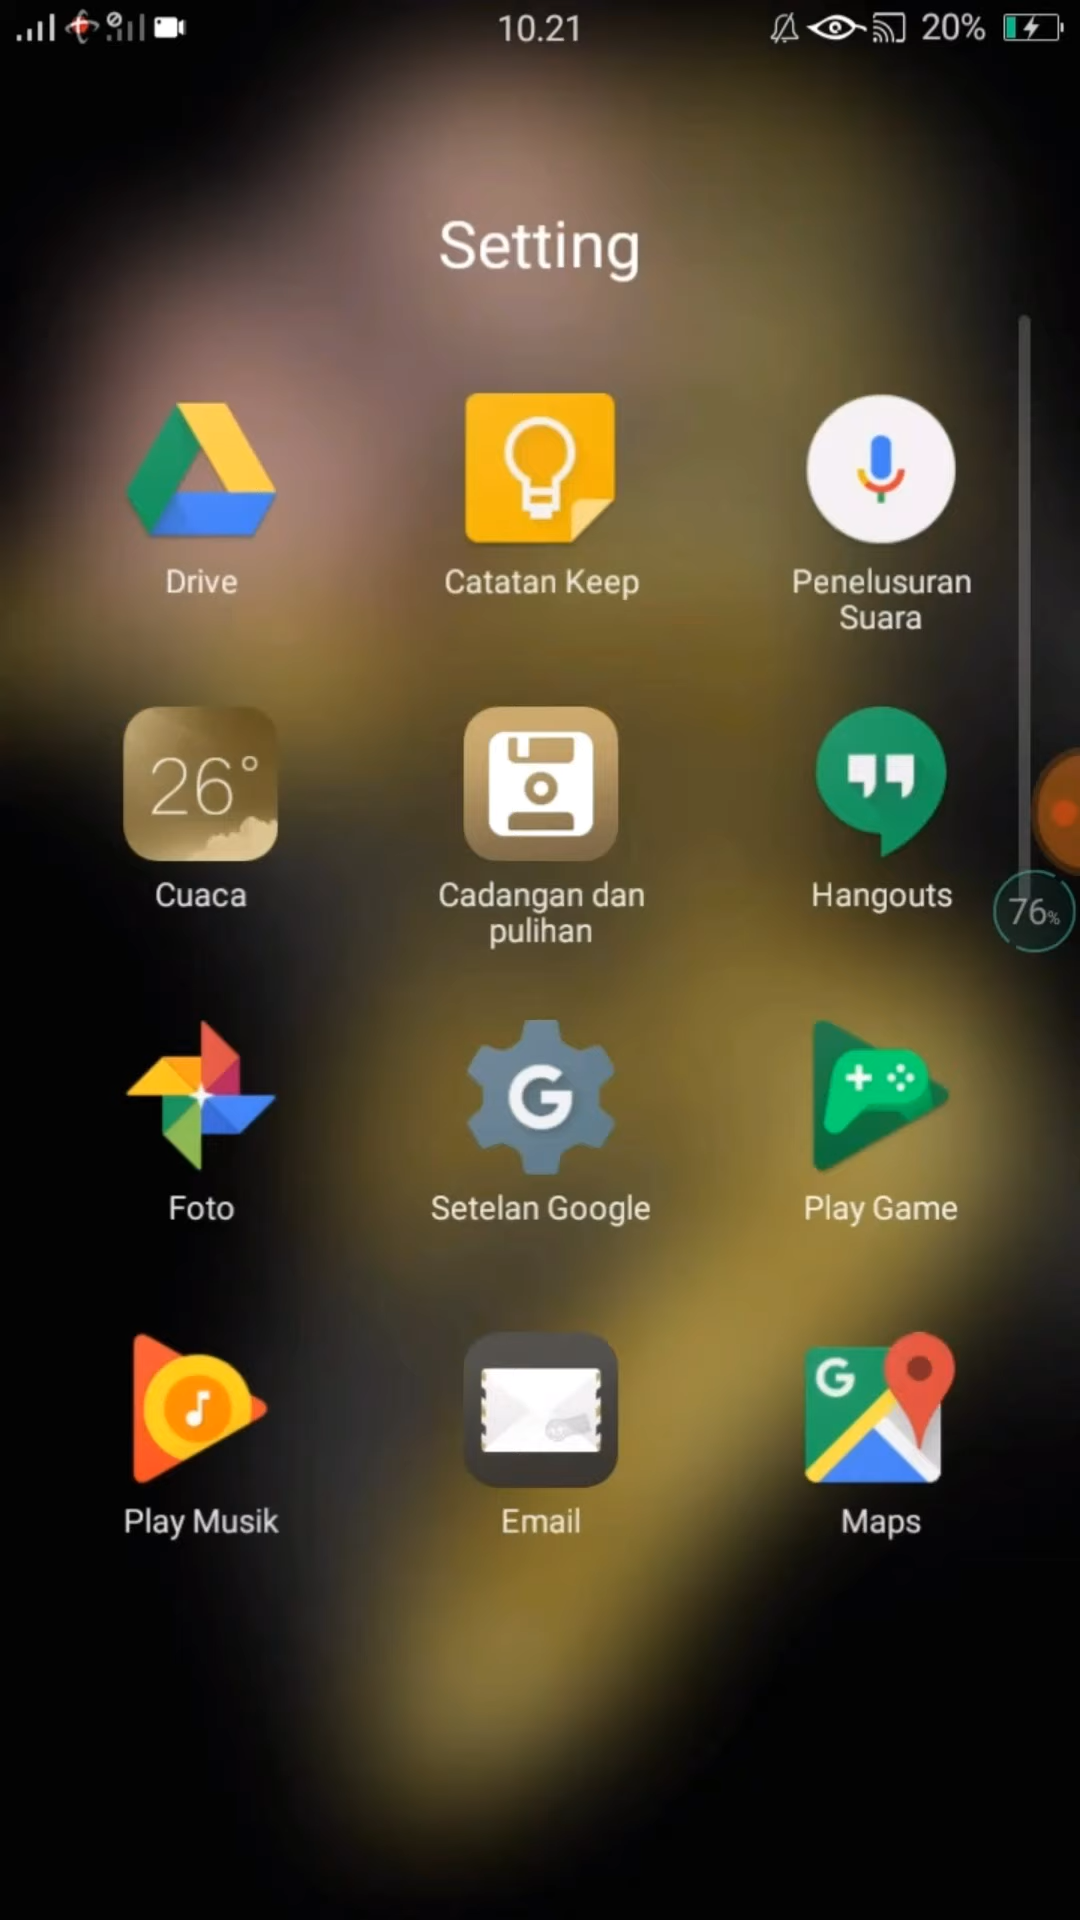 10.21
20%
Setting
Drive
Catatan Keep
Penelusuran
Suara
26°
Cuaca
Cadangan dan
pulihan
Hangouts
76%
Foto
G
Setelan Google
Play Game
Play Musik
Email
G
Maps